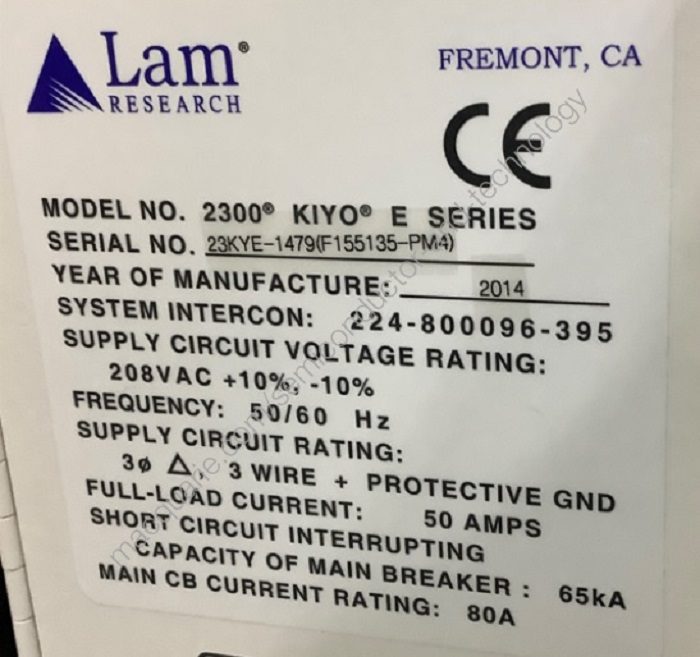 Lam®
RESEARCH
FREMONT, CA
CE
MODEL NO. 2300® KIYO® E SERIES
SERIAL NO. 23KYE-1479(F155135-PM4)
YEAR OF MANUFACTURE: 2014
SYSTEM INTERCON: 224-800096-395
SUPPLY CIRCUIT VOLTAGE RATING:
208VAC +10%, -10%
FREQUENCY: 50/60 Hz
SUPPLY CIRCUIT RATING:
3ø Δ, 3 WIRE + PROTECTIVE GND
FULL-LOAD CURRENT: 50 AMPS
SHORT CIRCUIT INTERRUPTING
CAPACITY OF MAIN BREAKER : 65kA
MAIN CB CURRENT RATING: 80A